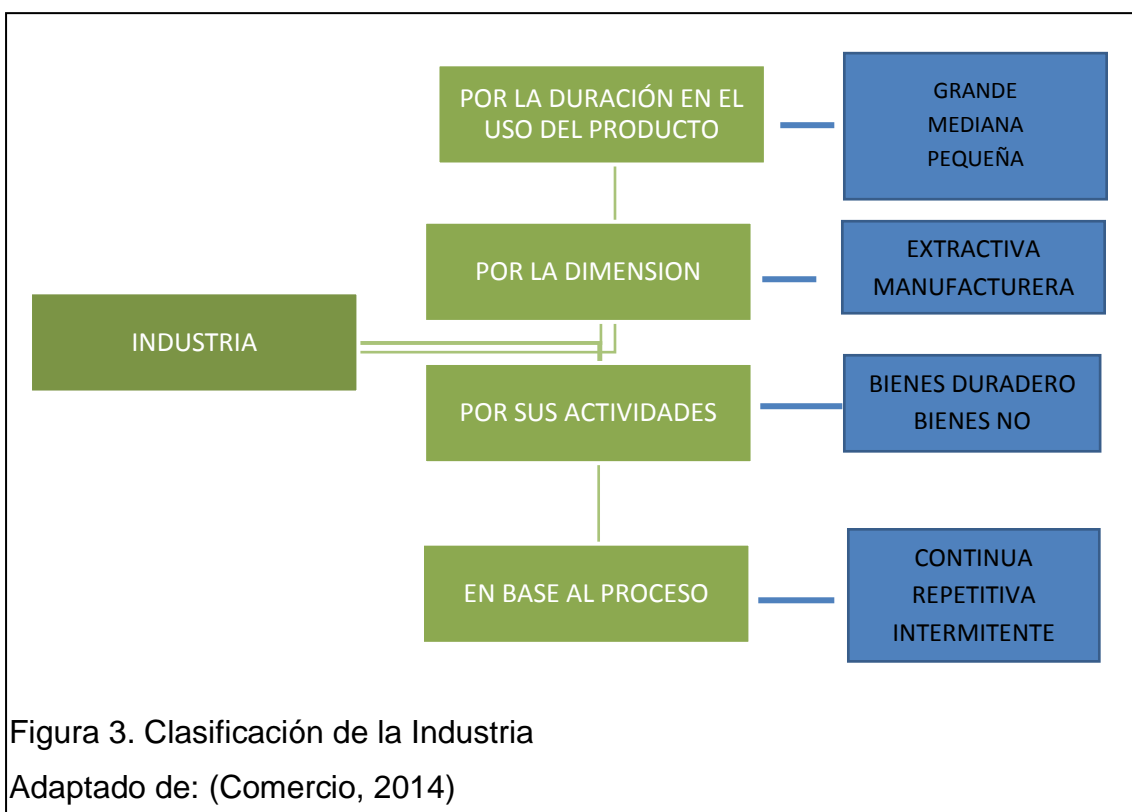 POR LA DURACIÓN EN EL
USO DEL PRODUCTO
GRANDE
MEDIANA
PEQUEÑA
POR LA DIMENSION
EXTRACTIVA
MANUFACTURERA
INDUSTRIA
POR SUS ACTIVIDADES
BIENES DURADERO
BIENES NO
EN BASE AL PROCESO
CONTINUA
REPETITIVA
INTERMITENTE
Figura 3. Clasificación de la Industria
Adaptado de: (Comercio, 2014)